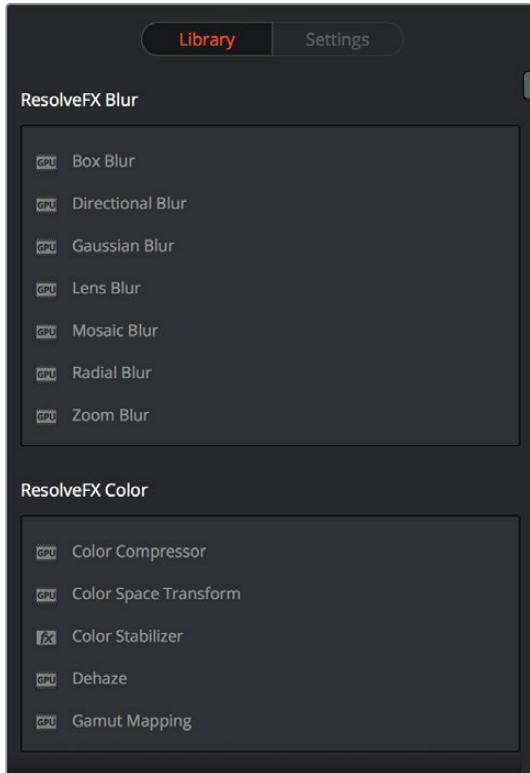 Library Settings
ResolveFX Blur
GPU Box Blur
GPU Directional Blur
GPU Gaussian Blur
GPU Lens Blur
GPU Mosaic Blur
GPU Radial Blur
GPU Zoom Blur
ResolveFX Color
GPU Color Compressor
GPU Color Space Transform
fx Color Stabilizer
GPU Dehaze
GPU Gamut Mapping